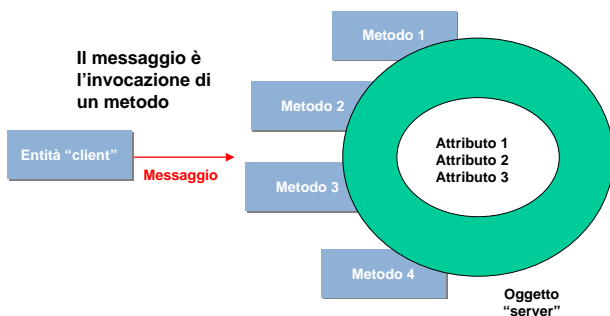 Metodo 1
Il messaggio è
l'invocazione di
un metodo
Metodo 2
Entità "client"
Messaggio
Metodo 3
Attributo 1
Attributo 2
Attributo 3
Metodo 4
Oggetto
"server"